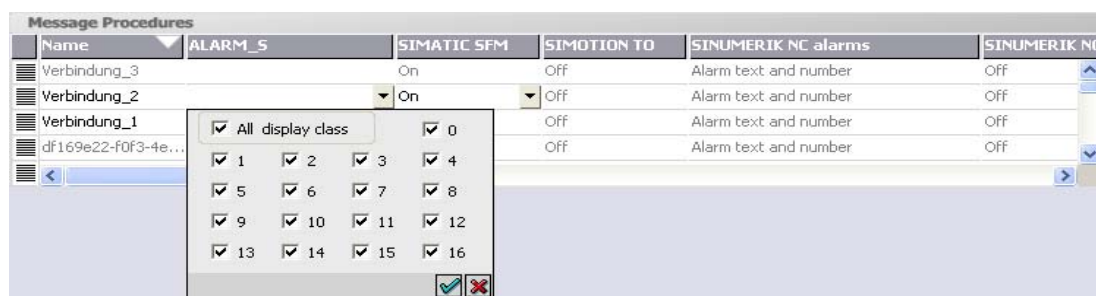 Message Procedures
Name ALARM_S SIMATIC SFM SIMOTION TO SINUMERIK NC alarms SINUMERIK NC
Verbindung_3 On Off Alarm text and number Off
Verbindung_2 On Off Alarm text and number Off
Verbindung_1 Off Alarm text and number Off
df169e22-f0f3-4e... Off Alarm text and number Off
All display class 0
1 2 3 4
5 6 7 8
9 10 11 12
13 14 15 16